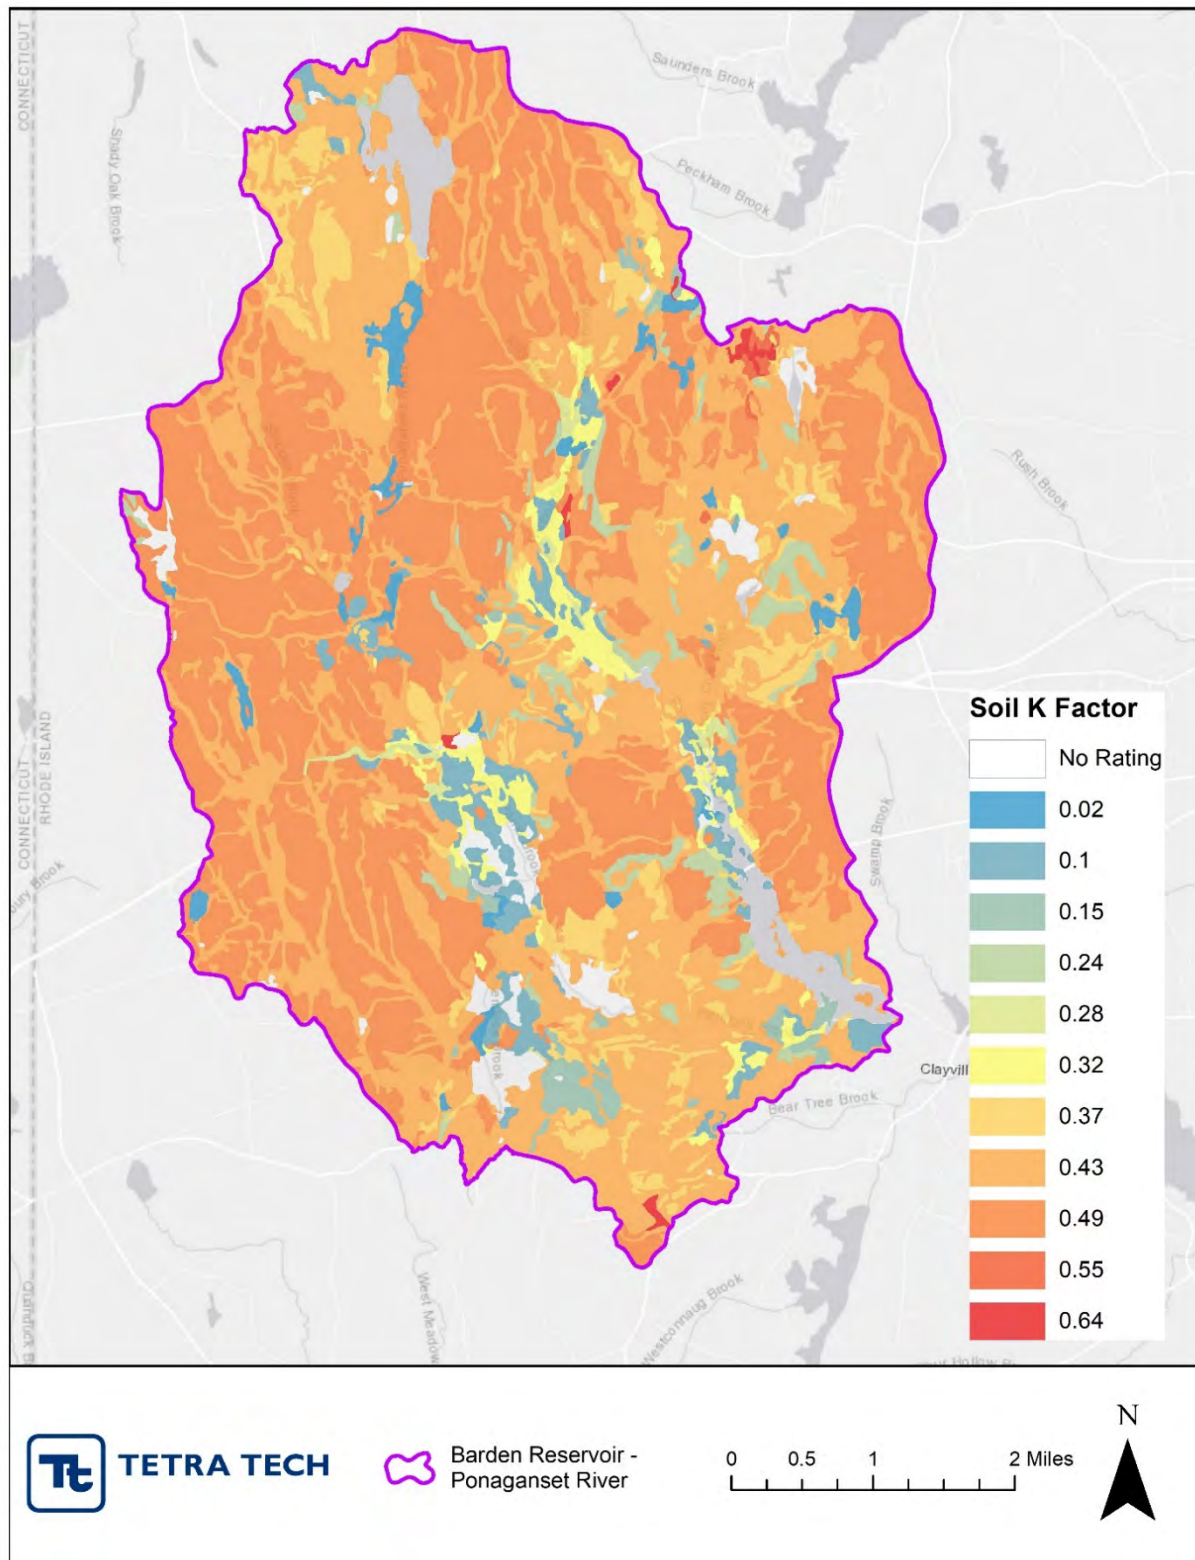 CONNECTICUT
Saunders Brook
Shady Oak Brook
Peckham Brook
Rush Brook
Soil K Factor
No Rating
0.02
0.1
0.15
0.24
0.28
0.32
0.37
0.43
0.49
0.55
0.64
CONNECTICUT
RHODE ISLAND
Swamp Brook
Brook
Brook
Clayvill
Bear Tree Brook
West Meadow
Westconnaug Brook
TETRA TECH
Barden Reservoir -
Ponaganset River
0 0.5 1 2 Miles
N